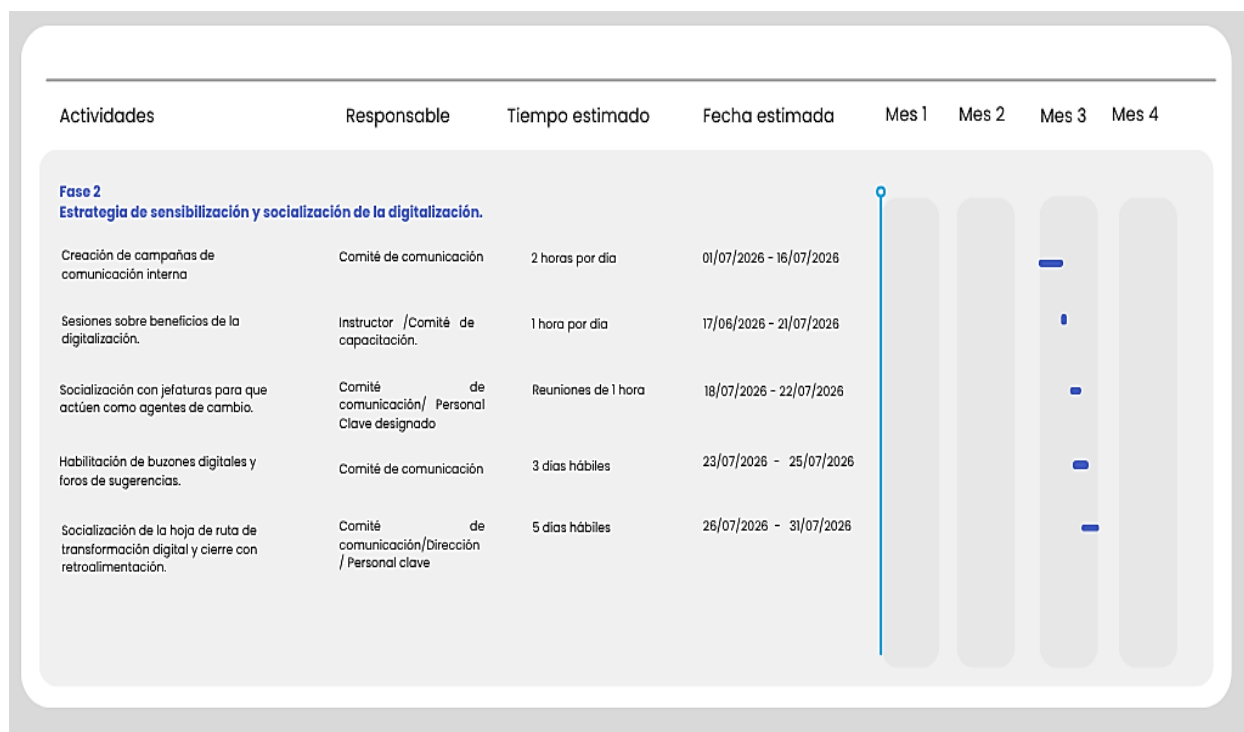 Actividades Responsable Tiempo estimado Fecha estimada Mes 1 Mes 2 Mes 3 Mes 4
Fase 2
Estrategia de sensibilización y socialización de la digitalización.
Creación de campañas de
comunicación interna
Comité de comunicación
2 horas por día
01/07/2026 - 16/07/2026
Sesiones sobre beneficios de la
digitalización.
Instructor /Comité de
capacitación.
1 hora por día
17/06/2026 - 21/07/2026
Socialización con jefaturas para que
actúen como agentes de cambio.
Comité de
comunicación/ Personal
Clave designado
Reuniones de 1 hora
18/07/2026 - 22/07/2026
Habilitación de buzones digitales y
foros de sugerencias.
Comité de comunicación
3 días hábiles
23/07/2026 - 25/07/2026
Socialización de la hoja de ruta de
transformación digital y cierre con
retroalimentación.
Comité de
comunicación/Dirección
/ Personal clave
5 días hábiles
26/07/2026 - 31/07/2026